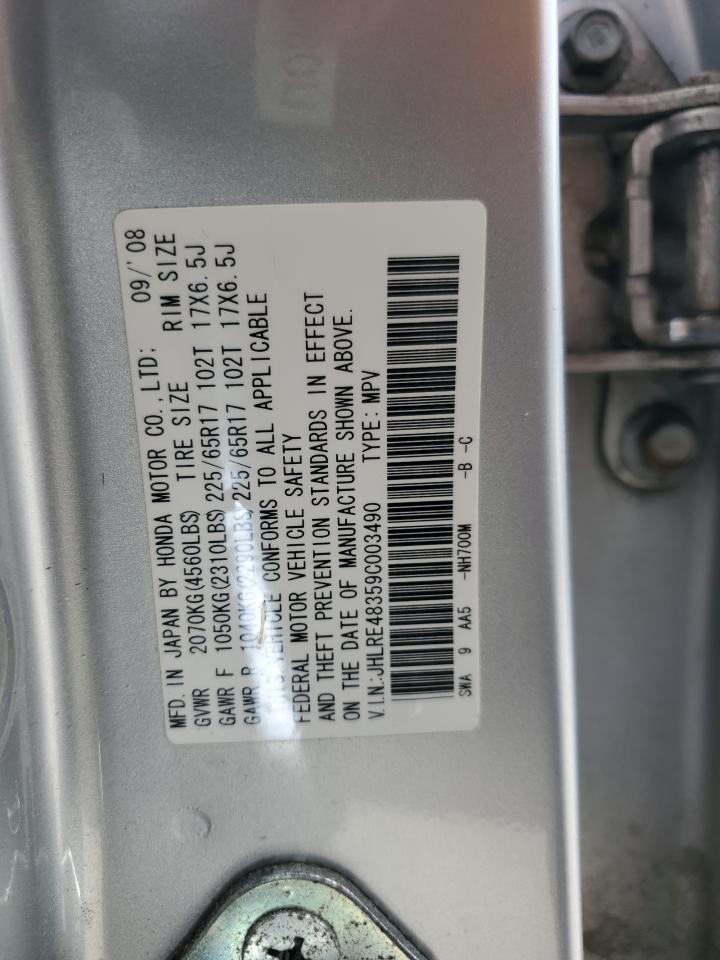 MFD. IN JAPAN BY HONDA MOTOR CO., LTD; 09/'08
GVWR 2070KG(4560LBS) TIRE SIZE RIM SIZE
GAWR F 1050KG(2310LBS) 225/65R17 102T 17X6.5J
GAWR R 1040KG(2290LBS) 225/65R17 102T 17X6.5J
THIS VEHICLE CONFORMS TO ALL APPLICABLE
FEDERAL MOTOR VEHICLE SAFETY
AND THEFT PREVENTION STANDARDS IN EFFECT
ON THE DATE OF MANUFACTURE SHOWN ABOVE.
V.I.N.:JHLRE48359C003490 TYPE: MPV
SWA 9 AA5 -NH700M -B -C